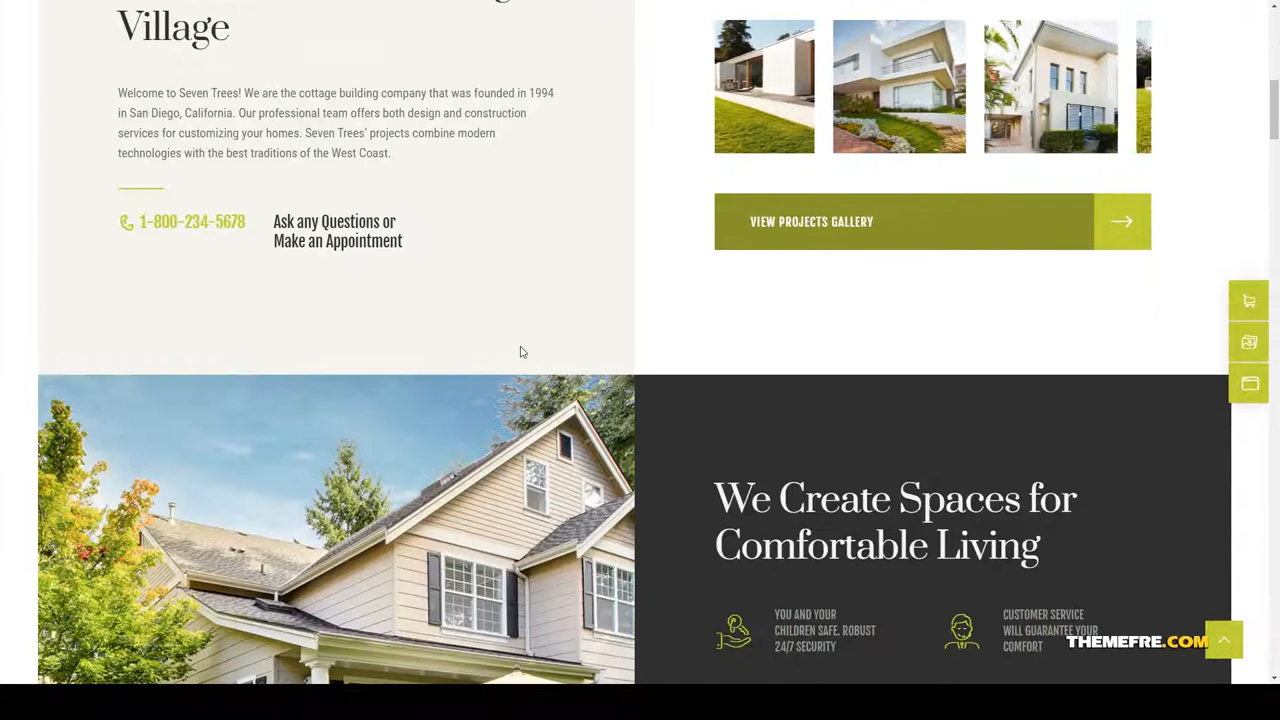 Village
Welcome to Seven Trees! We are the cottage building company that was founded in 1994
in San Diego, California. Our professional team offers both design and construction
services for customizing your homes. Seven Trees' projects combine modern
technologies with the best traditions of the West Coast.
1-800-234-5678
Ask any Questions or
Make an Appointment
VIEW PROJECTS GALLERY
We Create Spaces for
Comfortable Living
YOU AND YOUR
CHILDREN SAFE. ROBUST
24/7 SECURITY
CUSTOMER SERVICE
WILL GUARANTEE YOUR
COMFORT
THEMEFRE.COM